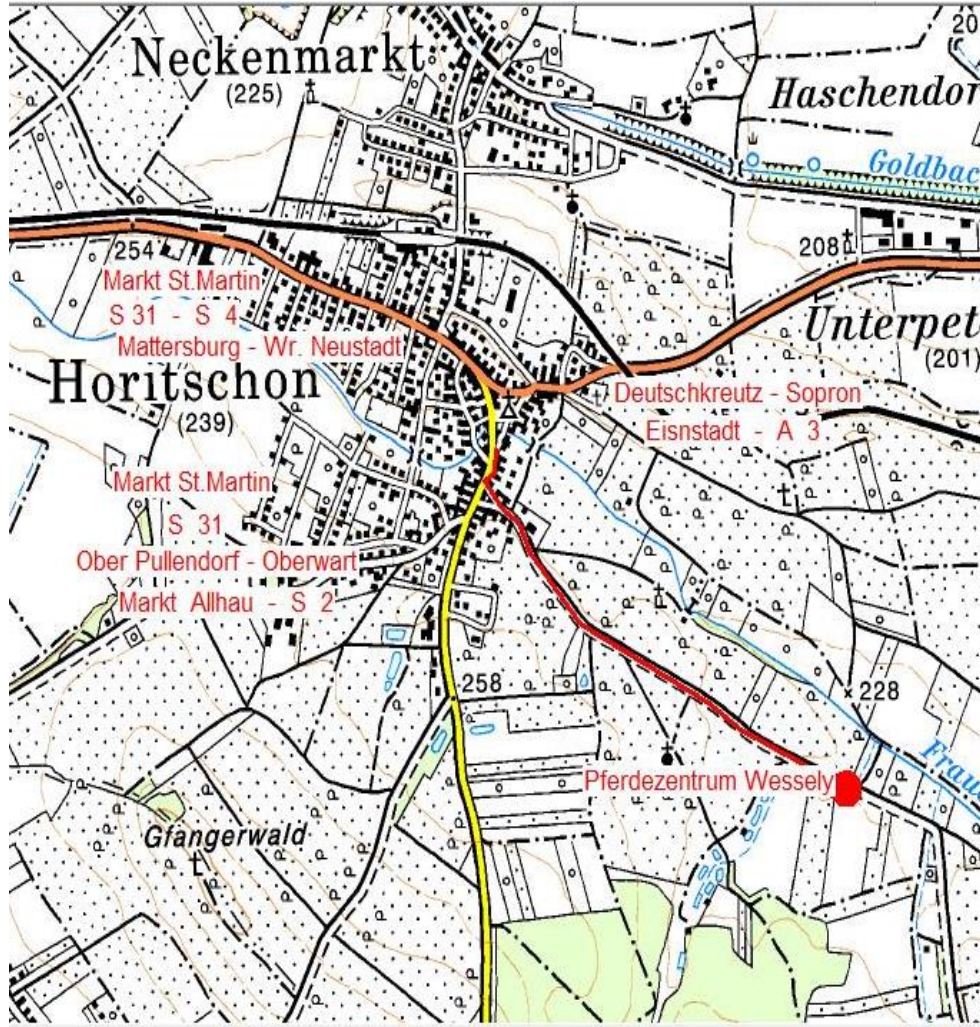 20
Neckenmarkt
(225)
Haschendor
Goldbac
254
208
Markt St.Martin
S 31 - S 4
Mattersburg - Wr. Neustadt
Unterpet
(201)
Horitschon
(239)
Deutschkreutz - Sopron
Eisnstadt - A 3
Markt St.Martin
S 31
Ober Pullendorf - Oberwart
Markt Allhau - S 2
258
228
Frau
Pferdezentrum Wessely
Gfangerwald